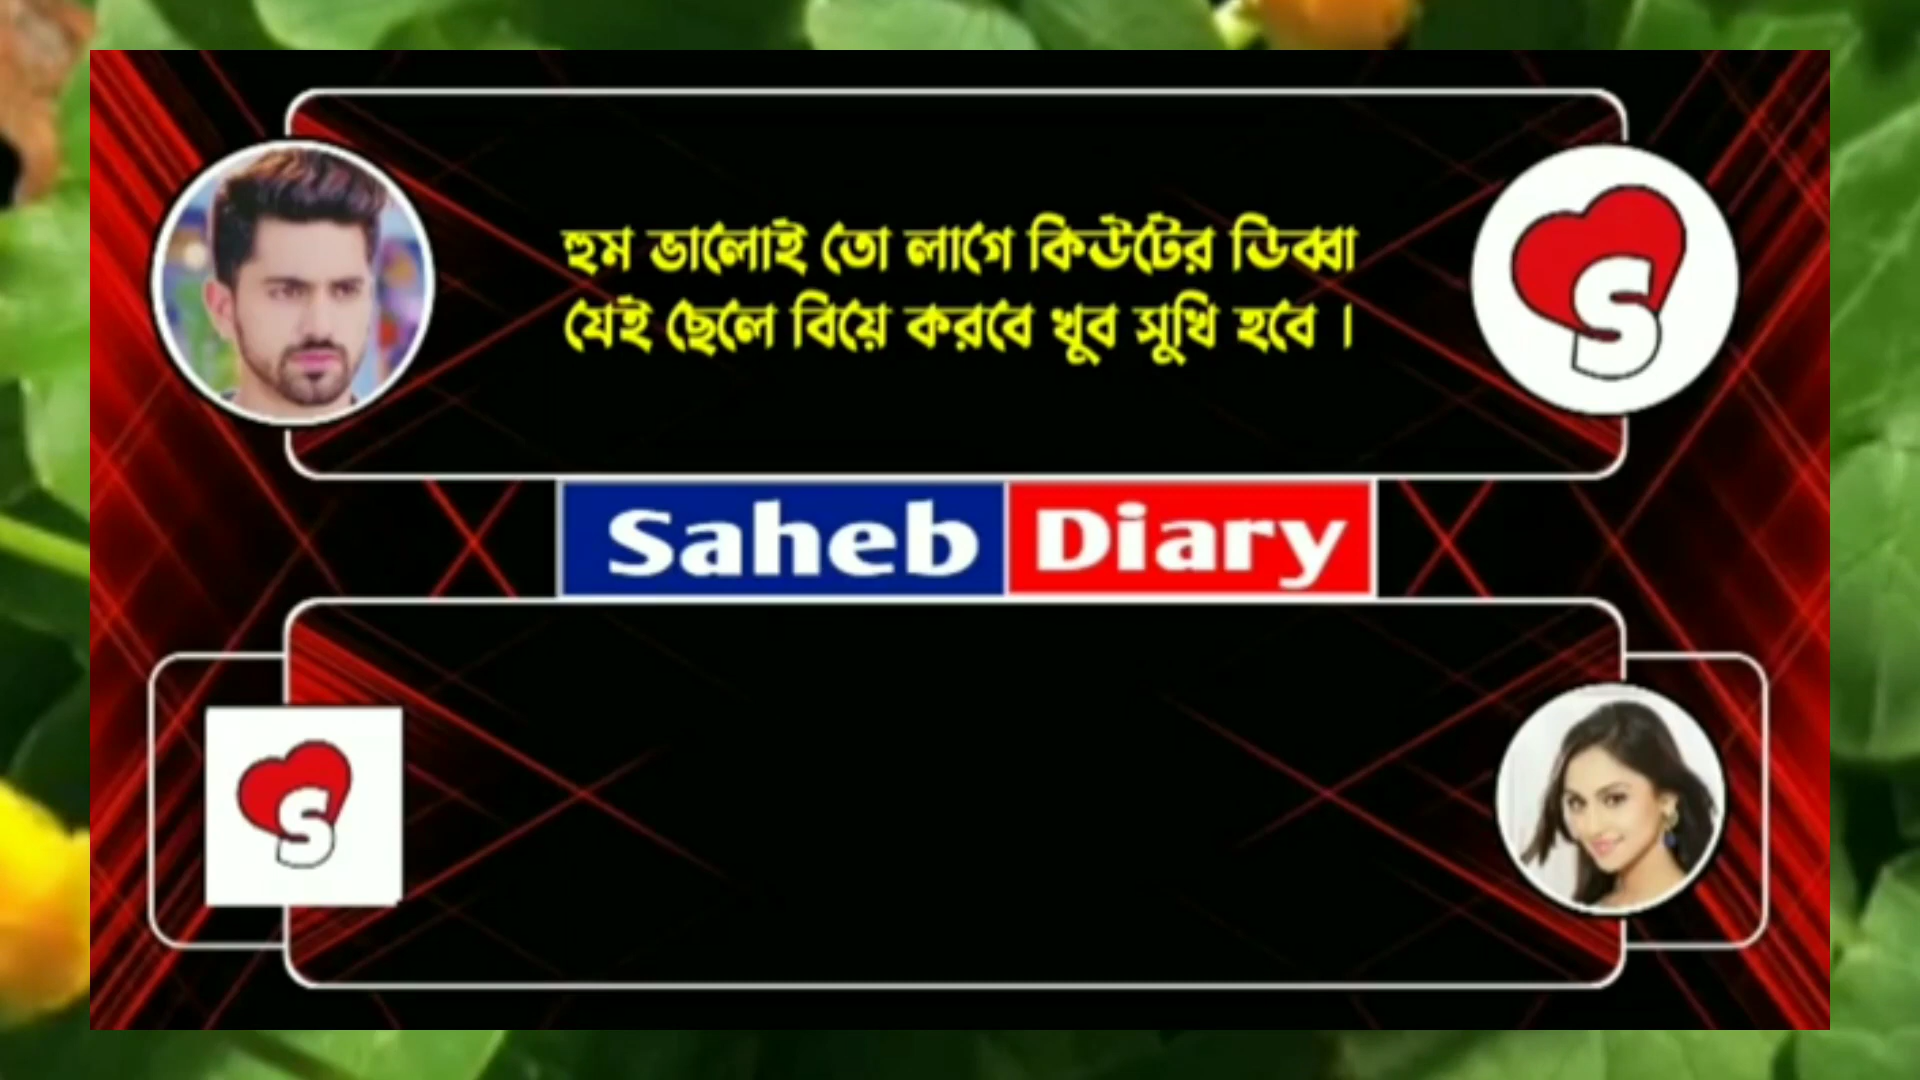 হুম ভালোই তো লাগে কিউটের ডিব্বা
যেই ছেলে বিয়ে করবে খুব সুখি হবে ।
S
Saheb Diary
S